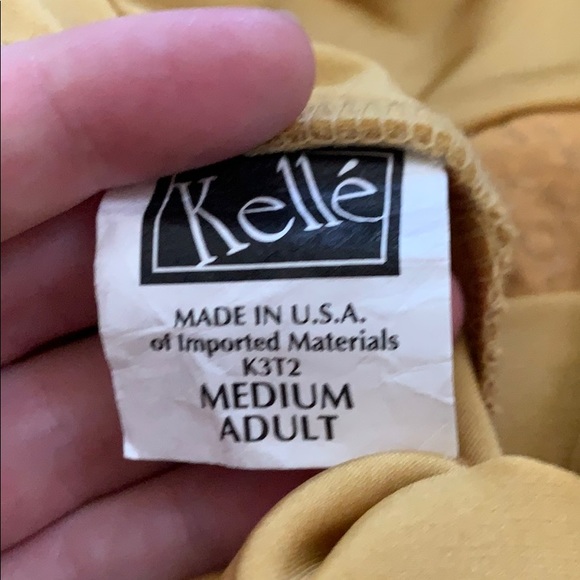 Kellé
MADE IN U.S.A.
of Imported Materials
K3T2
MEDIUM
ADULT